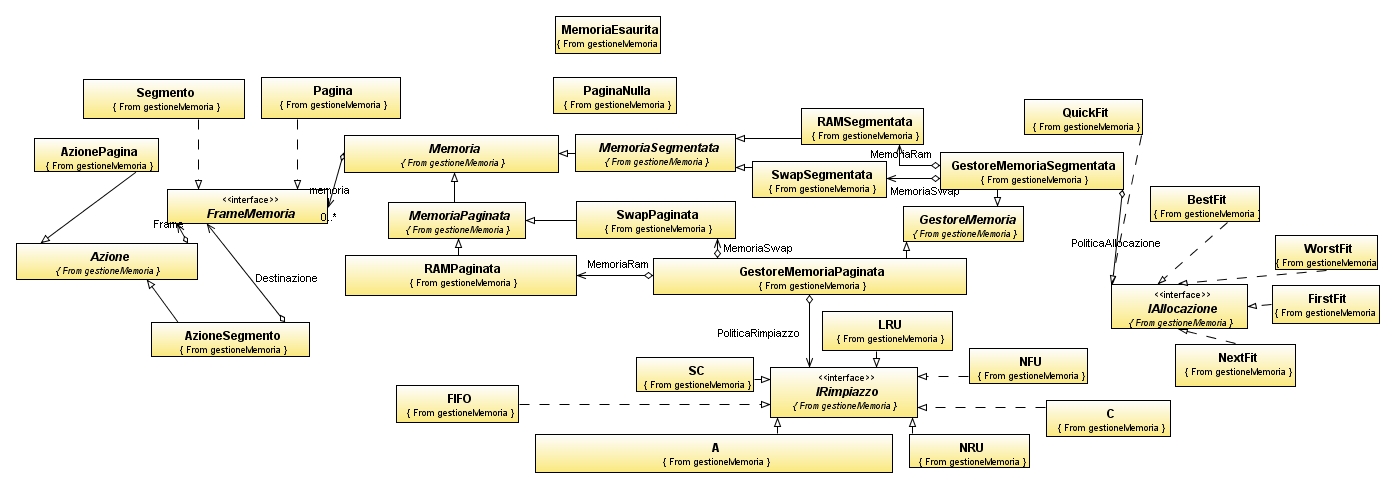 MemoriaEsaurita
{ From gestioneMemoria }
Segmento
{ From gestioneMemoria }
Pagina
{ From gestioneMemoria }
PaginaNulla
{ From gestioneMemoria }
QuickFit
{ From gestioneMemoria }
RAMSegmentata
{ From gestioneMemoria }
AzionePagina
{ From gestioneMemoria }
Memoria
{ From gestioneMemoria }
MemoriaSegmentata
{ From gestioneMemoria }
MemoriaRam
GestoreMemoriaSegmentata
{ From gestioneMemoria }
SwapSegmentata
{ From gestioneMemoria }
MemoriaSwap
<<interface>>
FrameMemoria
memoria
0..*
Frame
MemoriaPaginata
{ From gestioneMemoria }
SwapPaginata
{ From gestioneMemoria }
GestoreMemoria
{ From gestioneMemoria }
BestFit
{ From gestioneMemoria }
PoliticaAllocazione
WorstFit
{ From gestioneMemoria }
Azione
{ From gestioneMemoria }
Destinazione
RAMPaginata
{ From gestioneMemoria }
MemoriaRam
MemoriaSwap
GestoreMemoriaPaginata
{ From gestioneMemoria }
<<interface>>
IAllocazione
{ From gestioneMemoria }
FirstFit
{ From gestioneMemoria }
AzioneSegmento
{ From gestioneMemoria }
PoliticaRimpiazzo
LRU
{ From gestioneMemoria }
NextFit
{ From gestioneMemoria }
SC
{ From gestioneMemoria }
<<interface>>
IRimpiazzo
{ From gestioneMemoria }
NFU
{ From gestioneMemoria }
FIFO
{ From gestioneMemoria }
C
{ From gestioneMemoria }
A
{ From gestioneMemoria }
NRU
{ From gestioneMemoria }